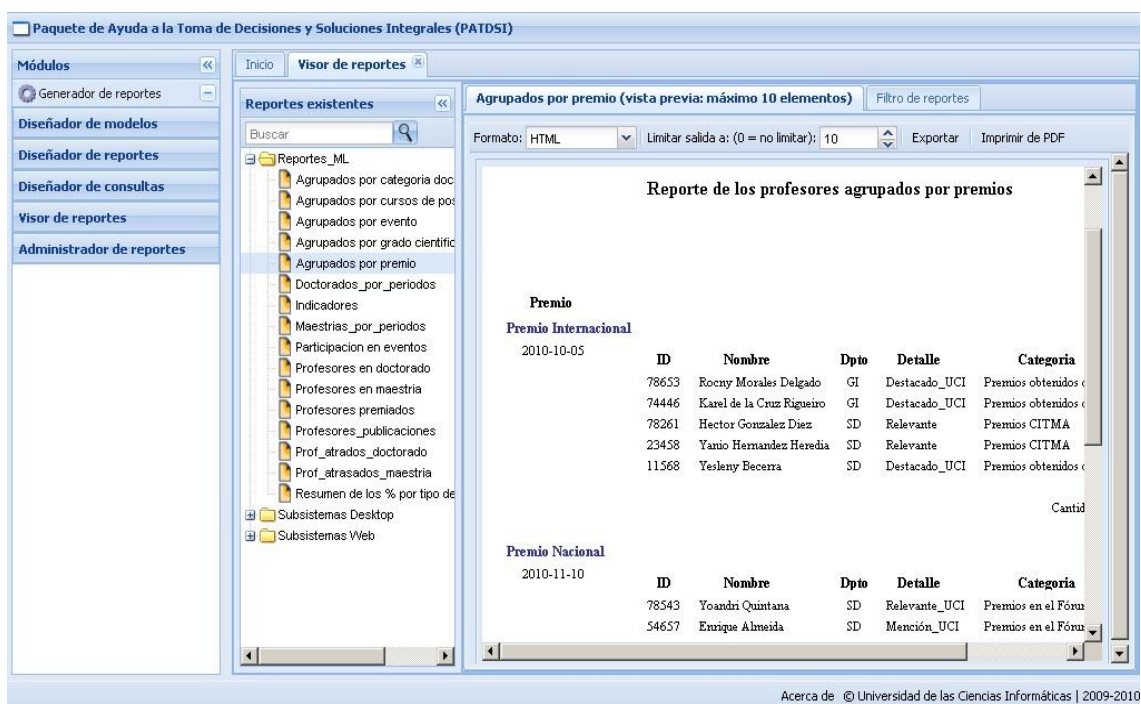 Paquete de Ayuda a la Toma de Decisiones y Soluciones Integrales (PATDSI)
Módulos
Generador de reportes
Diseñador de modelos
Diseñador de reportes
Diseñador de consultas
Visor de reportes
Administrador de reportes
Inicio
Visor de reportes
Reportes existentes
Buscar
Reportes_ML
Agrupados por categoria doc
Agrupados por cursos de pos
Agrupados por evento
Agrupados por grado cientific
Agrupados por premio
Doctorados_por_periodos
Indicadores
Maestrias_por_periodos
Participacion en eventos
Profesores en doctorado
Profesores en maestria
Profesores premiados
Profesores_publicaciones
Prof_atrados_doctorado
Prof_atrasados_maestria
Resumen de los % por tipo de
Subsistemas Desktop
Subsistemas Web
Agrupados por premio (vista previa: máximo 10 elementos)
Filtro de reportes
Formato: HTML Limitar salida a: (0 = no limitar): 10 Exportar Imprimir de PDF
Reporte de los profesores agrupados por premios
Premio
Premio Internacional
2010-10-05
ID Nombre Dpto Detalle Categoria
78653 Rocny Morales Delgado GI Destacado_UCI Premios obtenidos
74446 Karel de la Cruz Rigueiro GI Destacado_UCI Premios obtenidos
78261 Hector Gonzalez Diez SD Relevante Premios CITMA
23458 Yanio Hernandez Heredia SD Relevante Premios CITMA
11568 Yesleny Becerra SD Destacado_UCI Premios obtenidos
Cantid
Premio Nacional
2010-11-10
ID Nombre Dpto Detalle Categoria
78543 Yoandri Quintana SD Relevante_UCI Premios en el Fórum
54657 Enrique Almeida SD Mención_UCI Premios en el Fórum
Acerca de © Universidad de las Ciencias Informáticas | 2009-2010